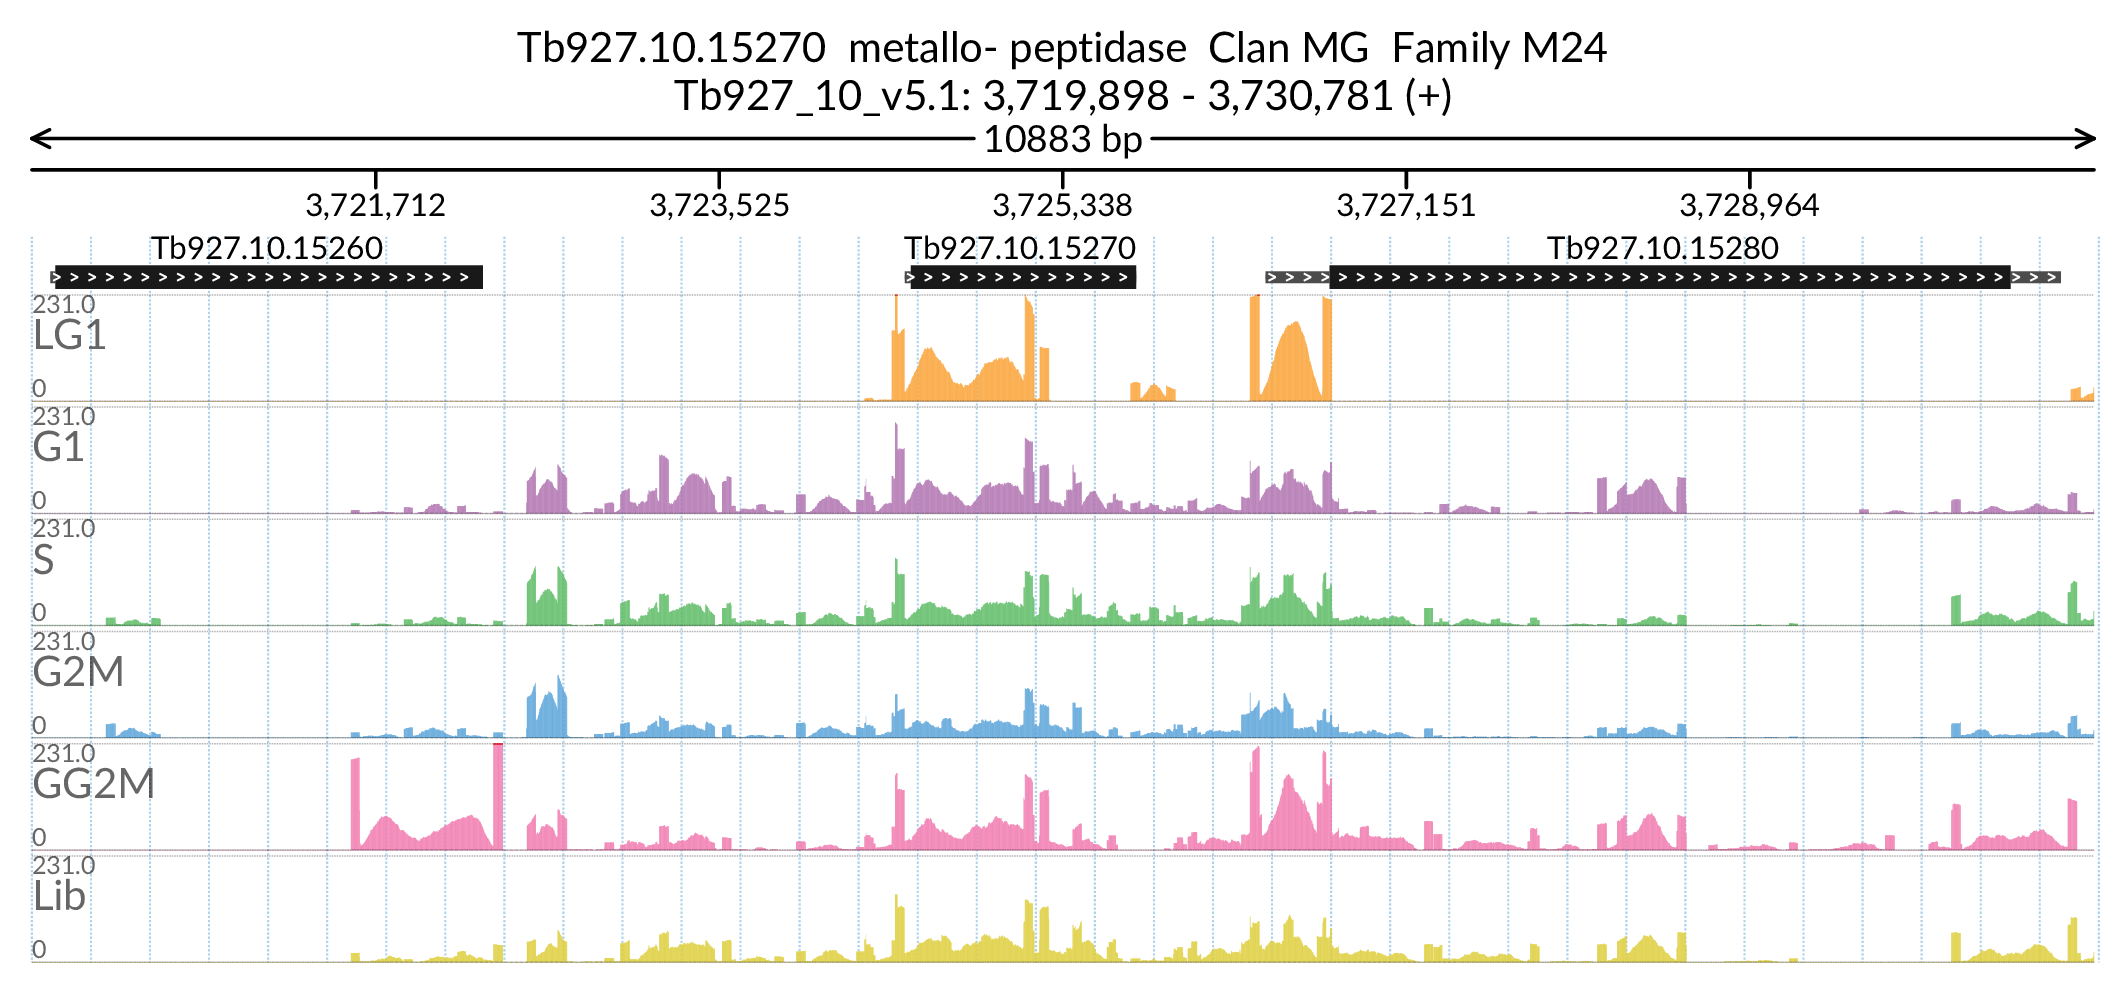 Tb927.10.15270 metallo- peptidase Clan MG Family M24
Tb927_10_v5.1: 3,719,898 - 3,730,781 (+)
10883 bp
3,721,712 3,723,525 3,725,338 3,727,151 3,728,964
Tb927.10.15260 Tb927.10.15270 Tb927.10.15280
231.0
LG1
0
231.0
G1
0
231.0
S
0
231.0
G2M
0
231.0
GG2M
0
231.0
Lib
0